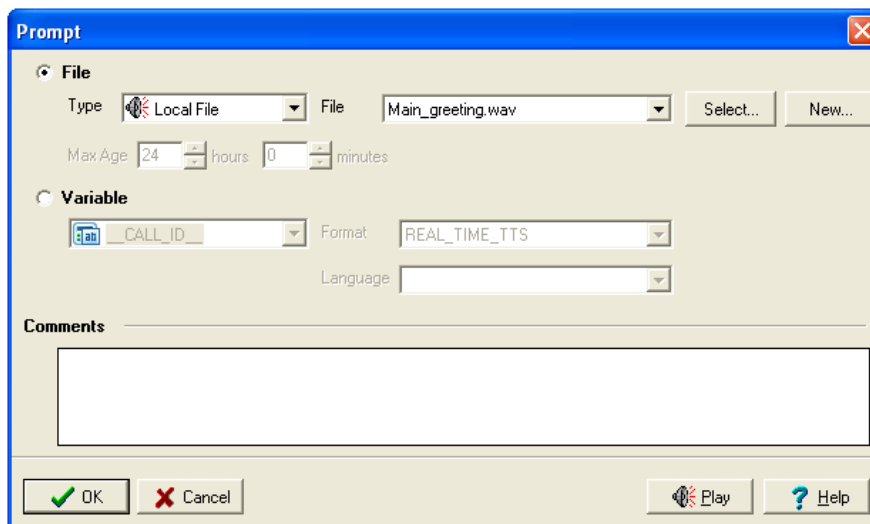 Prompt
File
Type Local File File Main_greeting.wav Select... New...
Max Age 24 hours 0 minutes
Variable
ab __CALL_ID__ Format REAL_TIME_TTS
Language
Comments
OK Cancel Play ? Help